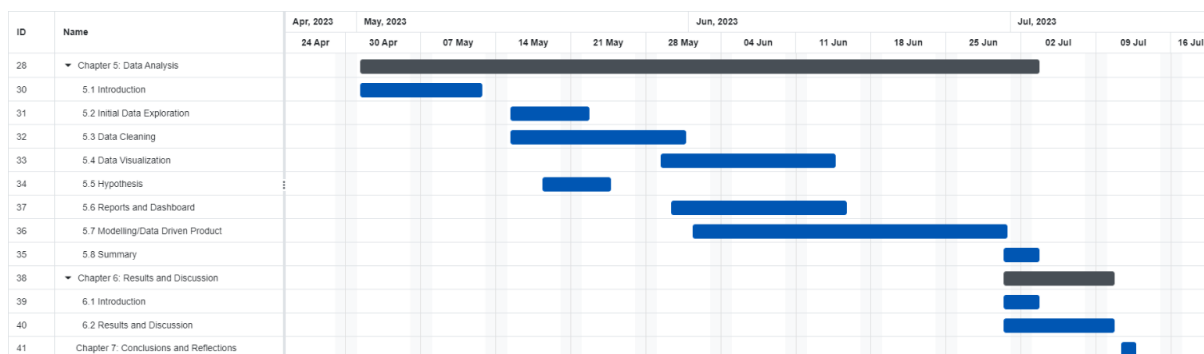 ID Name Apr, 2023 May, 2023 Jun, 2023 Jul, 2023
24 Apr 30 Apr 07 May 14 May 21 May 28 May 04 Jun 11 Jun 18 Jun 25 Jun 02 Jul 09 Jul 16 Jul
28 Chapter 5: Data Analysis
30 5.1 Introduction
31 5.2 Initial Data Exploration
32 5.3 Data Cleaning
33 5.4 Data Visualization
34 5.5 Hypothesis
37 5.6 Reports and Dashboard
36 5.7 Modelling/Data Driven Product
35 5.8 Summary
38 Chapter 6: Results and Discussion
39 6.1 Introduction
40 6.2 Results and Discussion
41 Chapter 7: Conclusions and Reflections